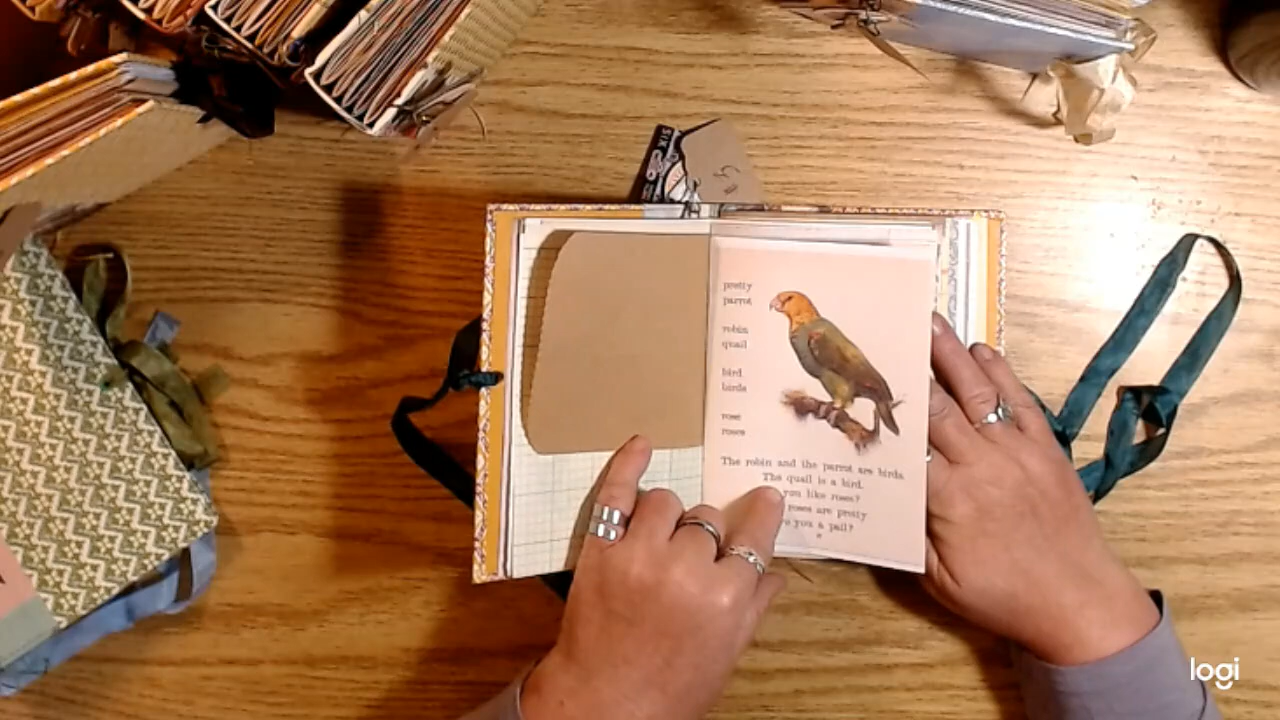 SIX
pretty
parrot
robin
quail
bird
birds
rose
roses
The robin and the parrot are birds.
The quail is a bird.
you like roses?
roses are pretty
you a pail?
logi